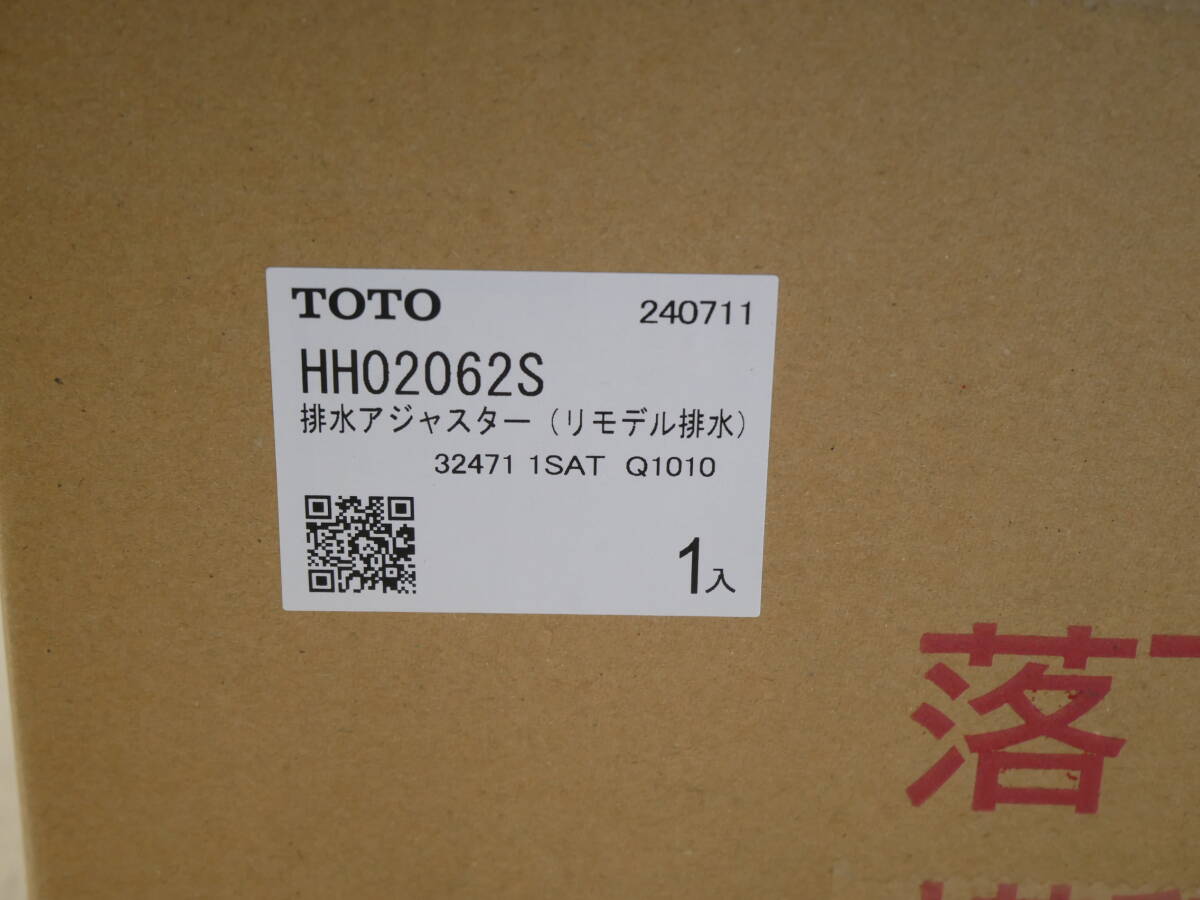 TOTO 240711
HH02062S
排水アジャスター（リモデル排水）
32471 1SAT Q1010
1入
落